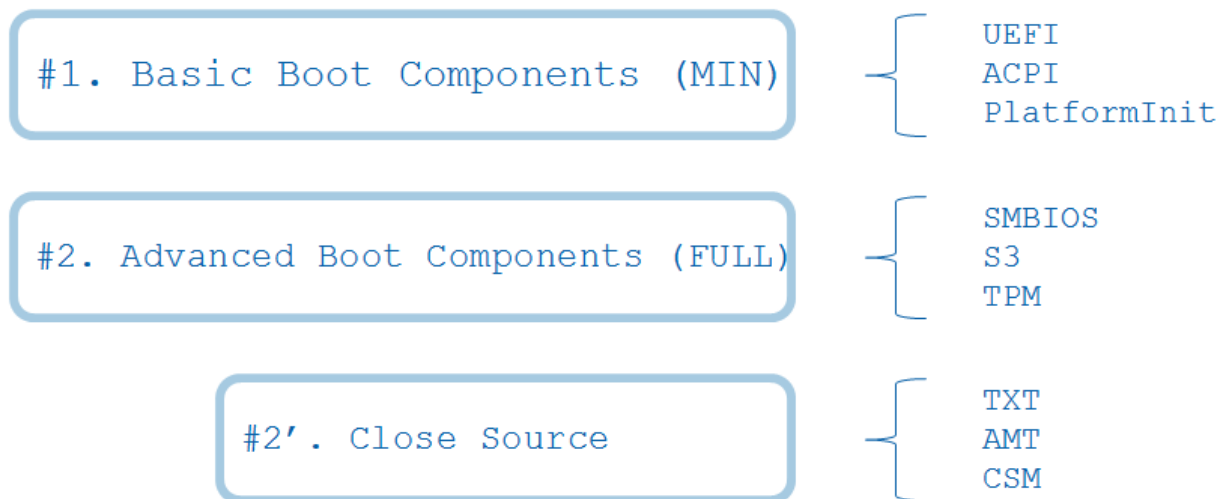 #1. Basic Boot Components (MIN)
UEFI
ACPI
PlatformInit
#2. Advanced Boot Components (FULL)
SMBIOS
S3
TPM
#2′. Close Source
TXT
AMT
CSM